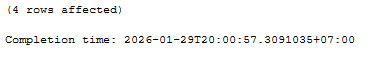 (4 rows affected)
Completion time: 2026-01-29T20:00:57.3091035+07:00